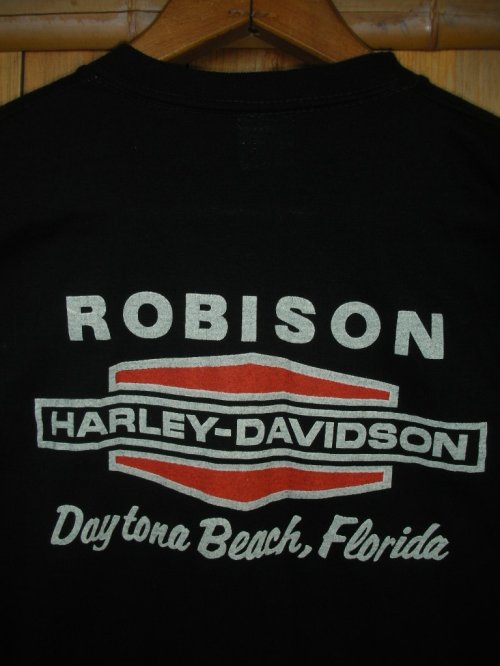 ROBISON
HARLEY-DAVIDSON
Daytona Beach, Florida